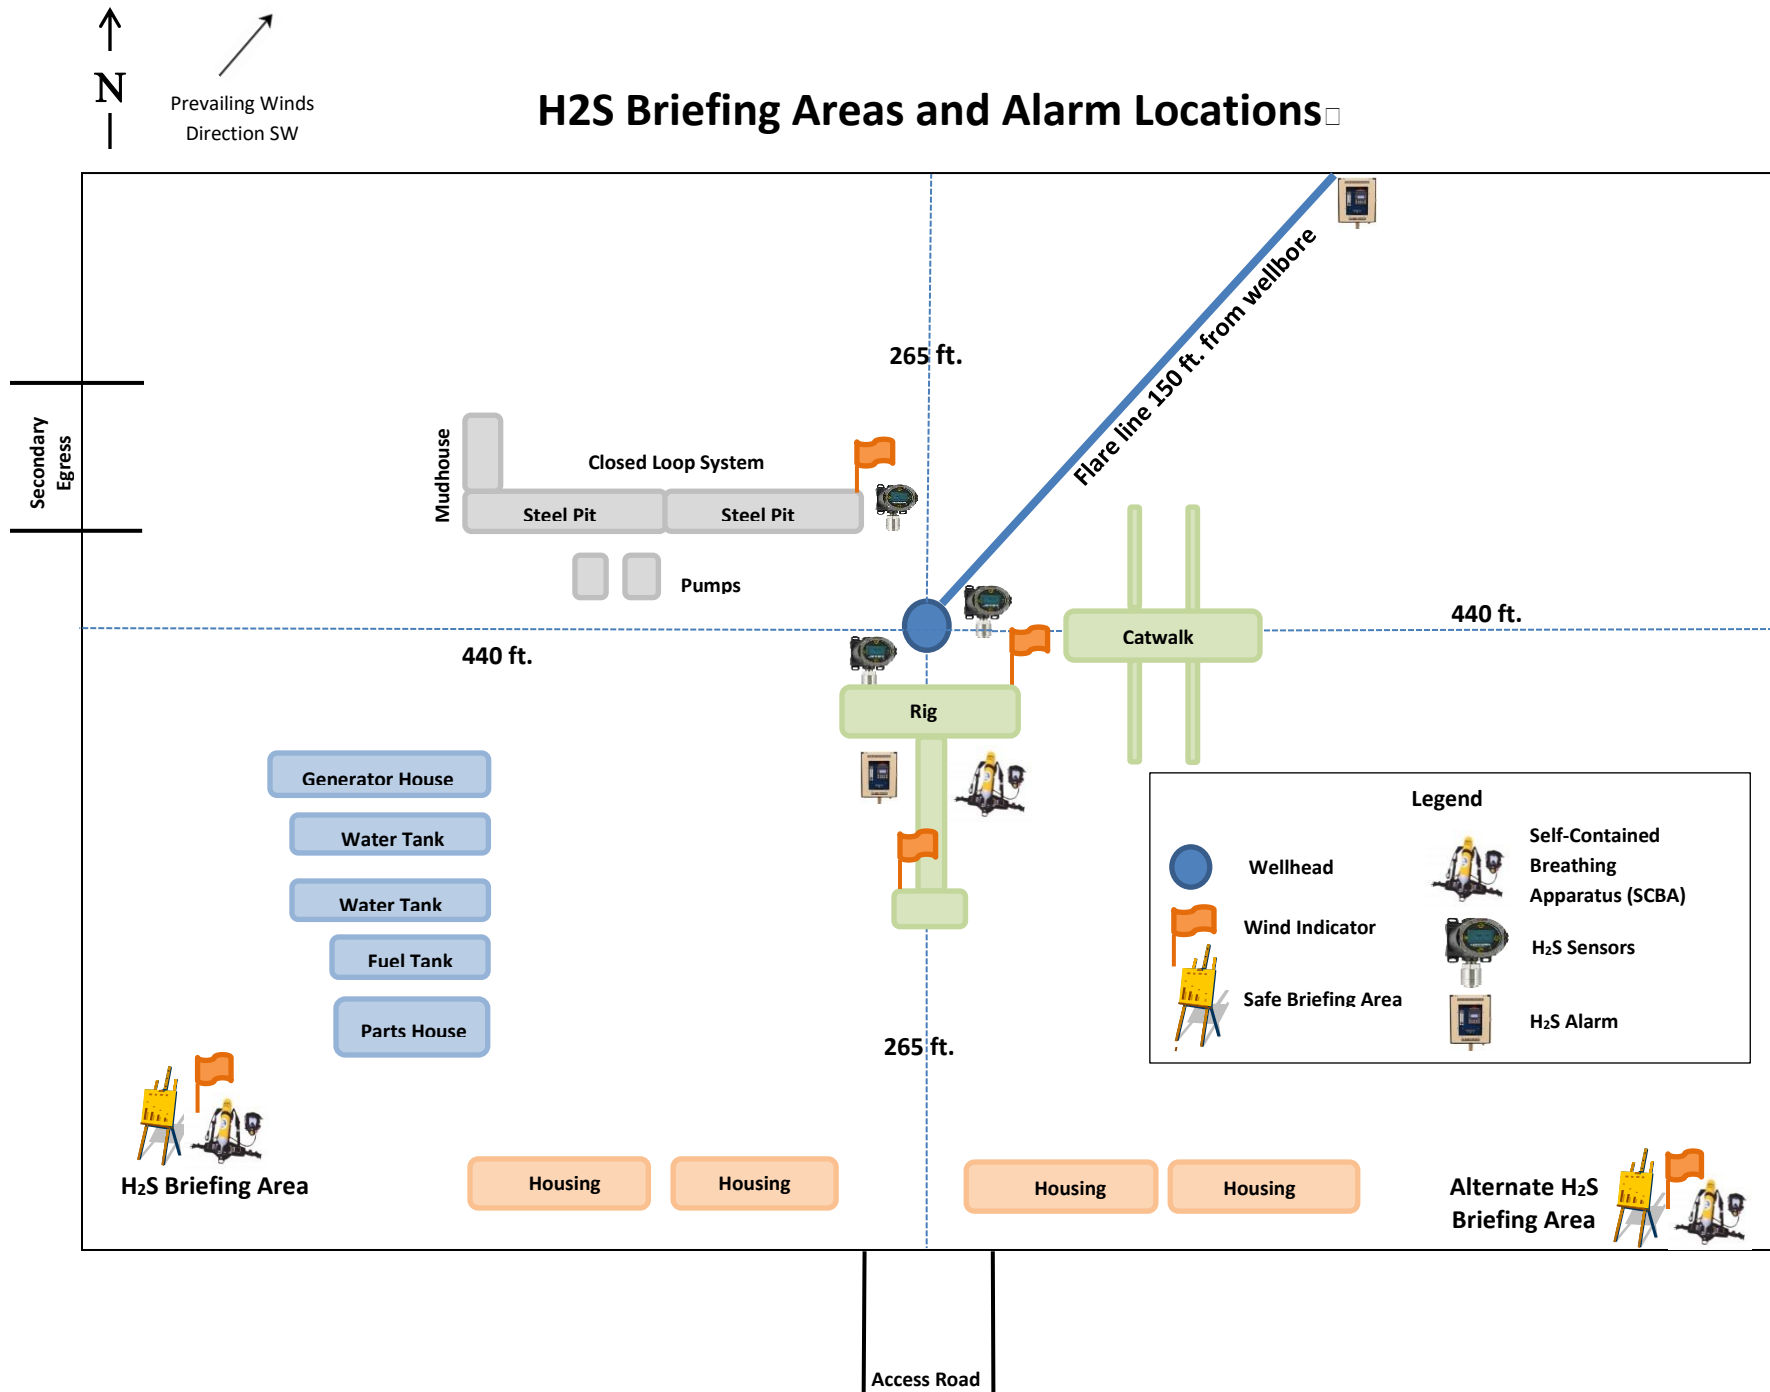 N
Prevailing Winds
Direction SW
H2S Briefing Areas and Alarm Locations□
Flare line 150 ft. from wellbore
265 ft.
Secondary
Egress
Mudhouse
Closed Loop System
Steel Pit
Steel Pit
Pumps
440 ft.
Catwalk
440 ft.
Rig
Generator House
Water Tank
Water Tank
Fuel Tank
Parts House
265 ft.
Legend
Wellhead
Wind Indicator
Safe Briefing Area
Self-Contained
Breathing
Apparatus (SCBA)
H₂S Sensors
H₂S Alarm
H₂S Briefing Area
Housing
Housing
Housing
Housing
Alternate H₂S
Briefing Area
Access Road